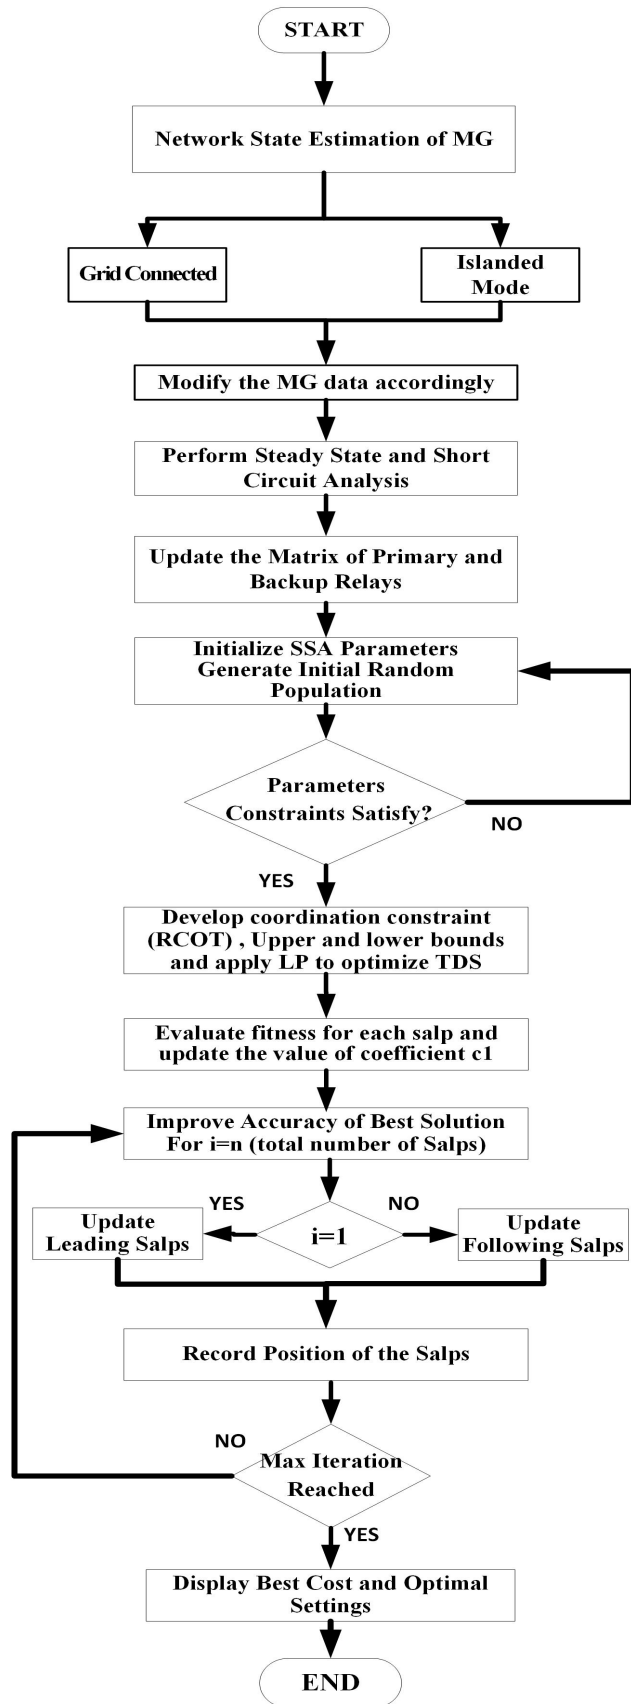 START
Network State Estimation of MG
Grid Connected
Islanded
Mode
Modify the MG data accordingly
Perform Steady State and Short
Circuit Analysis
Update the Matrix of Primary and
Backup Relays
Initialize SSA Parameters
Generate Initial Random
Population
Parameters
Constraints Satisfy?
NO
YES
Develop coordination constraint
(RCOT) , Upper and lower bounds
and apply LP to optimize TDS
Evaluate fitness for each salp and
update the value of coefficient c1
Improve Accuracy of Best Solution
For i=n (total number of Salps)
YES
NO
Update
Leading Salps
i=1
Update
Following Salps
Record Position of the Salps
NO
Max Iteration
Reached
YES
Display Best Cost and Optimal
Settings
END